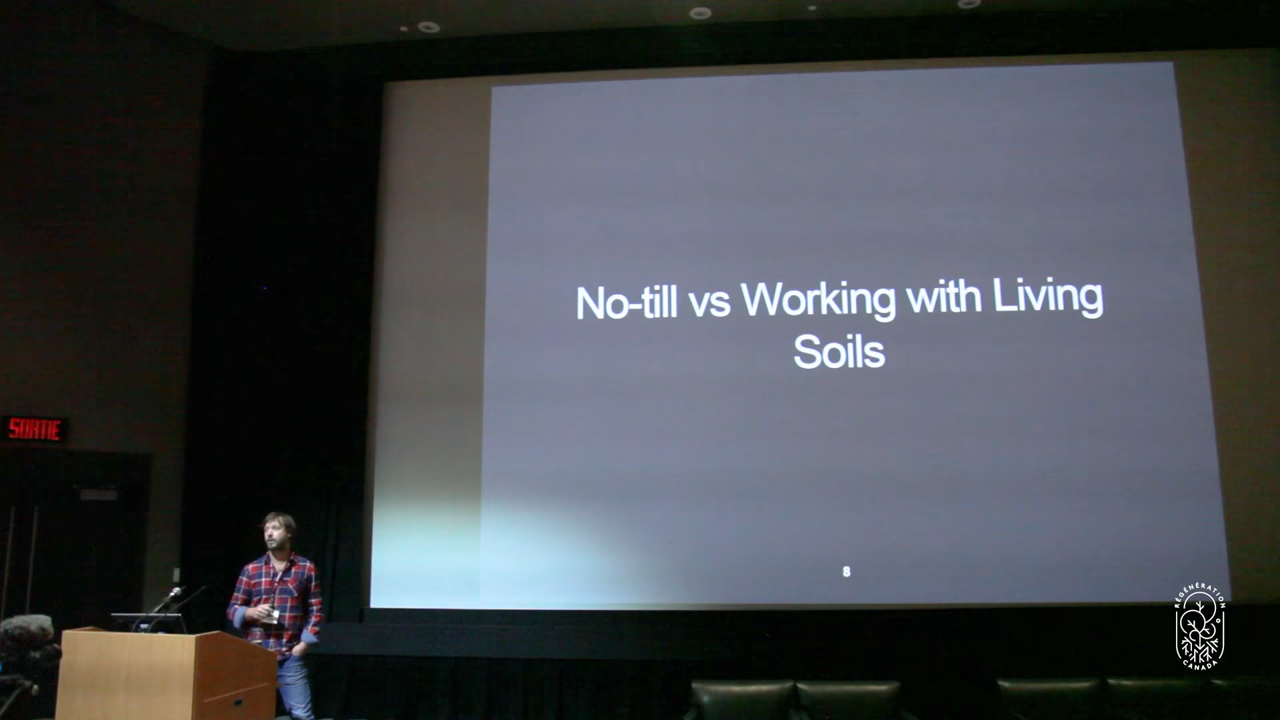 No-till vs Working with Living
Soils
8
SORTIE
RÉGÉNÉRATION
CANADA